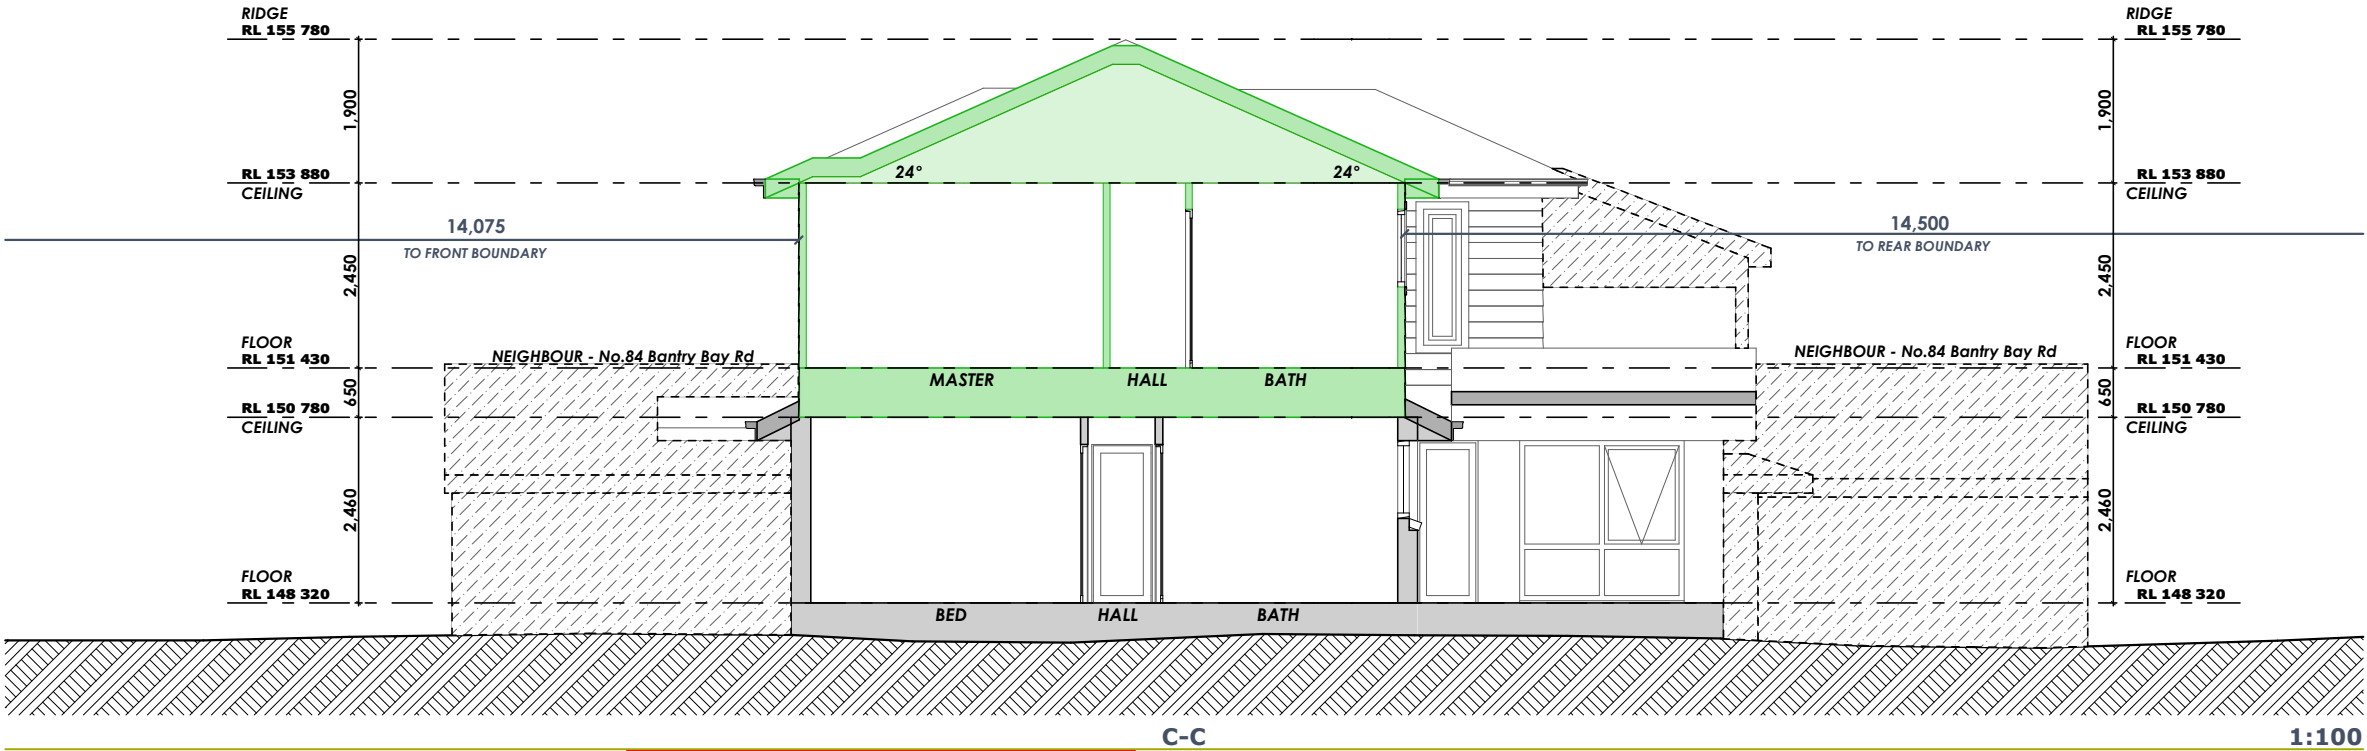 RIDGE
RL 155 780
1,900
RL 153 880
CEILING
14,075
TO FRONT BOUNDARY
2,450
FLOOR
RL 151 430
650
RL 150 780
CEILING
2,460
FLOOR
RL 148 320
NEIGHBOUR - No.84 Bantry Bay Rd
24°
24°
MASTER
HALL
BATH
BED
HALL
BATH
NEIGHBOUR - No.84 Bantry Bay Rd
RIDGE
RL 155 780
1,900
RL 153 880
CEILING
14,500
TO REAR BOUNDARY
2,450
FLOOR
RL 151 430
650
RL 150 780
CEILING
2,460
FLOOR
RL 148 320
C-C
1:100